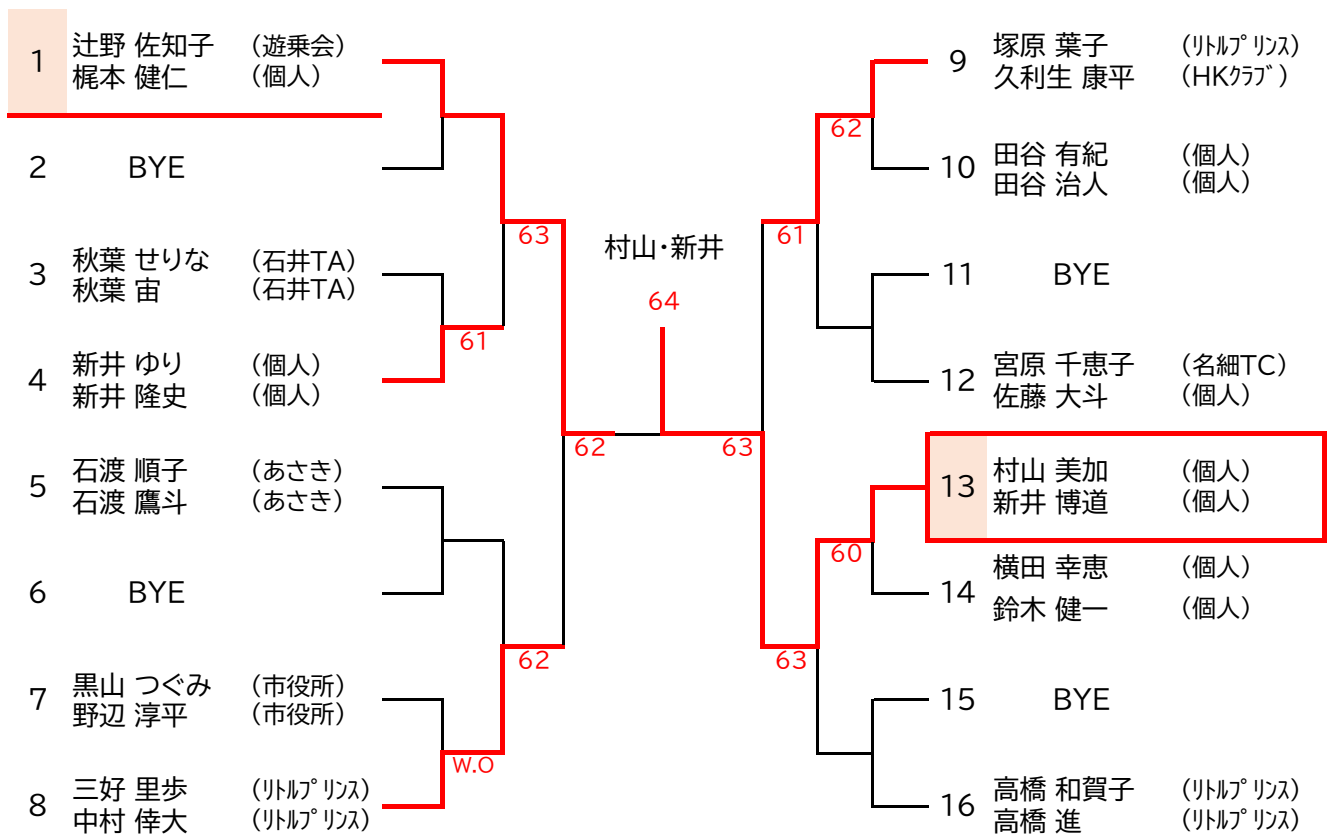 1 辻野 佐知子 (遊乗会)
梶本 健仁 (個人)
2 BYE
3 秋葉 せりな (石井TA)
秋葉 宙 (石井TA)
4 新井 ゆり (個人)
新井 隆史 (個人)
5 石渡 順子 (あさき)
石渡 鷹斗 (あさき)
6 BYE
7 黒山 つぐみ (市役所)
野辺 淳平 (市役所)
8 三好 里歩 (ﾘﾄﾙﾌﾟﾘﾝｽ)
中村 倖大 (ﾘﾄﾙﾌﾟﾘﾝｽ)
63
61
62
62
W.O
村山・新井
64
62
61
63
60
63
9 塚原 葉子 (ﾘﾄﾙﾌﾟﾘﾝｽ)
久利生 康平 (HKｸﾗﾌﾞ)
10 田谷 有紀 (個人)
田谷 治人 (個人)
11 BYE
12 宮原 千恵子 (名細TC)
佐藤 大斗 (個人)
13 村山 美加 (個人)
新井 博道 (個人)
14 横田 幸恵 (個人)
鈴木 健一 (個人)
15 BYE
16 高橋 和賀子 (ﾘﾄﾙﾌﾟﾘﾝｽ)
高橋 進 (ﾘﾄﾙﾌﾟﾘﾝｽ)